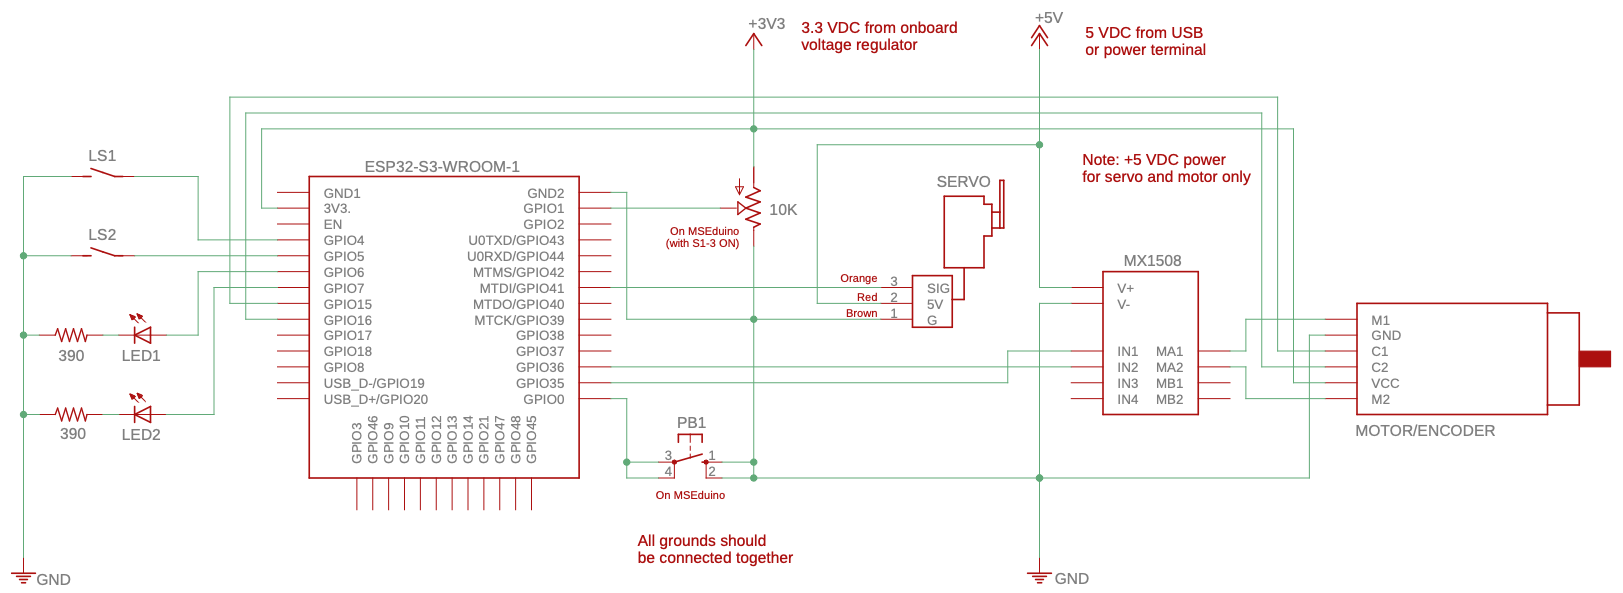 +3V3
3.3 VDC from onboard
voltage regulator
+5V
5 VDC from USB
or power terminal
LS1
LS2
390
LED1
390
LED2
GND
ESP32-S3-WROOM-1
GND1
3V3.
EN
GPIO4
GPIO5
GPIO6
GPIO7
GPIO15
GPIO16
GPIO17
GPIO18
GPIO8
USB_D-/GPIO19
USB_D+/GPIO20
GND2
GPIO1
GPIO2
U0TXD/GPIO43
U0RXD/GPIO44
MTMS/GPIO42
MTDI/GPIO41
MTDO/GPIO40
MTCK/GPIO39
GPIO38
GPIO37
GPIO36
GPIO35
GPIO0
GPIO3
GPIO46
GPIO9
GPIO10
GPIO11
GPIO12
GPIO13
GPIO14
GPIO21
GPIO47
GPIO48
GPIO45
10K
On MSEduino
(with S1-3 ON)
PB1
3 1
4 2
On MSEduino
All grounds should
be connected together
SERVO
Orange 3 SIG
Red 2 5V
Brown 1 G
Note: +5 VDC power
for servo and motor only
MX1508
V+
V-
IN1 MA1
IN2 MA2
IN3 MB1
IN4 MB2
GND
M1
GND
C1
C2
VCC
M2
MOTOR/ENCODER